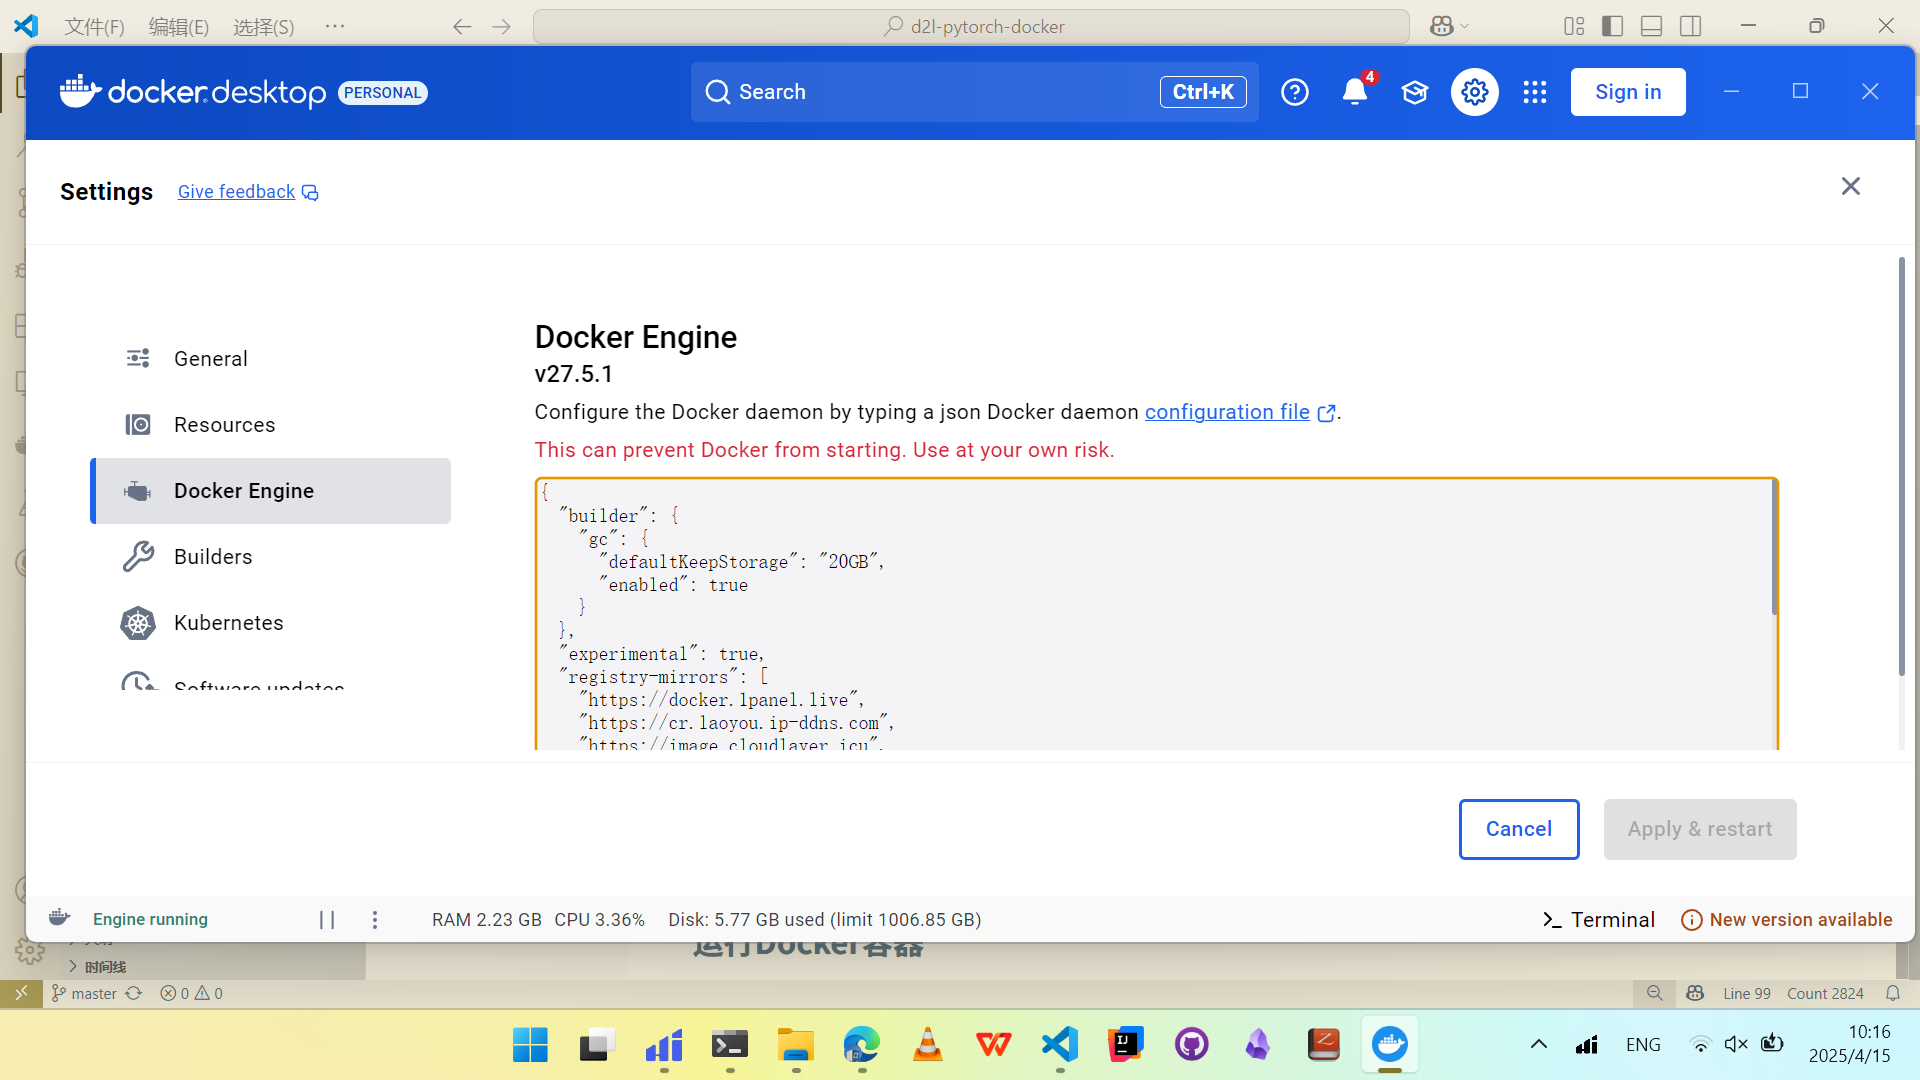 文件(F) 编辑(E) 选择(S) ··· d2l-pytorch-docker
docker desktop PERSONAL Search Ctrl+K 4 Sign in
Settings Give feedback
General
Resources
Docker Engine
Builders
Kubernetes
Software updates
Docker Engine
v27.5.1
Configure the Docker daemon by typing a json Docker daemon configuration file.
This can prevent Docker from starting. Use at your own risk.
{
"builder": {
"gc": {
"defaultKeepStorage": "20GB",
"enabled": true
}
},
"experimental": true,
"registry-mirrors": [
"https://docker.1panel.live",
"https://cr.laoyou.ip-ddns.com",
"https://image.cloudlayer.icu",
Cancel Apply & restart
Engine running RAM 2.23 GB CPU 3.36% Disk: 5.77 GB used (limit 1006.85 GB) Terminal New version available
运行Docker容器
时间线
master 0 0 Line 99 Count 2824
ENG
10:16
2025/4/15